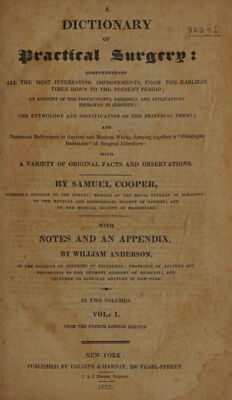 A
DICTIONARY
OF
Practical Surgery:
COMPREHENDING
ALL THE MOST INTERESTING IMPROVEMENTS, FROM THE EARLIEST
TIMES DOWN TO THE PRESENT PERIOD;
AN ACCOUNT OF THE INSTRUMENTS, REMEDIES, AND APPLICATIONS
EMPLOYED IN SURGERY;
THE ETYMOLOGY AND SIGNIFICATION OF THE PRINCIPAL TERMS;
AND
Numerous References to Ancient and Modern Works, forming together a "Catalogue
Raisonné" of Surgical Literature:
WITH
A VARIETY OF ORIGINAL FACTS AND OBSERVATIONS.
BY SAMUEL COOPER,
FORMERLY SURGEON TO THE FORCES; MEMBER OF THE ROYAL COLLEGE OF SURGEONS
OF THE MEDICAL AND CHIRURGICAL SOCIETY OF LONDON; AND
OF THE MEDICAL SOCIETY OF MARSEILLES.
WITH
NOTES AND AN APPENDIX,
BY WILLIAM ANDERSON,
OF THE COLLEGE OF SURGEONS OF EDINBURGH; PROFESSOR OF ANATOMY AND
PHYSIOLOGY IN THE VERMONT ACADEMY OF MEDICINE; AND
LECTURER ON SURGICAL ANATOMY IN NEW-YORK.
IN TWO VOLUMES.
VOL. I.
FROM THE FOURTH LONDON EDITION
NEW-YORK:
PUBLISHED BY COLLINS & HANNAY, 230 PEARL-STREET.
J. & J. Harper, Printers.
1822.